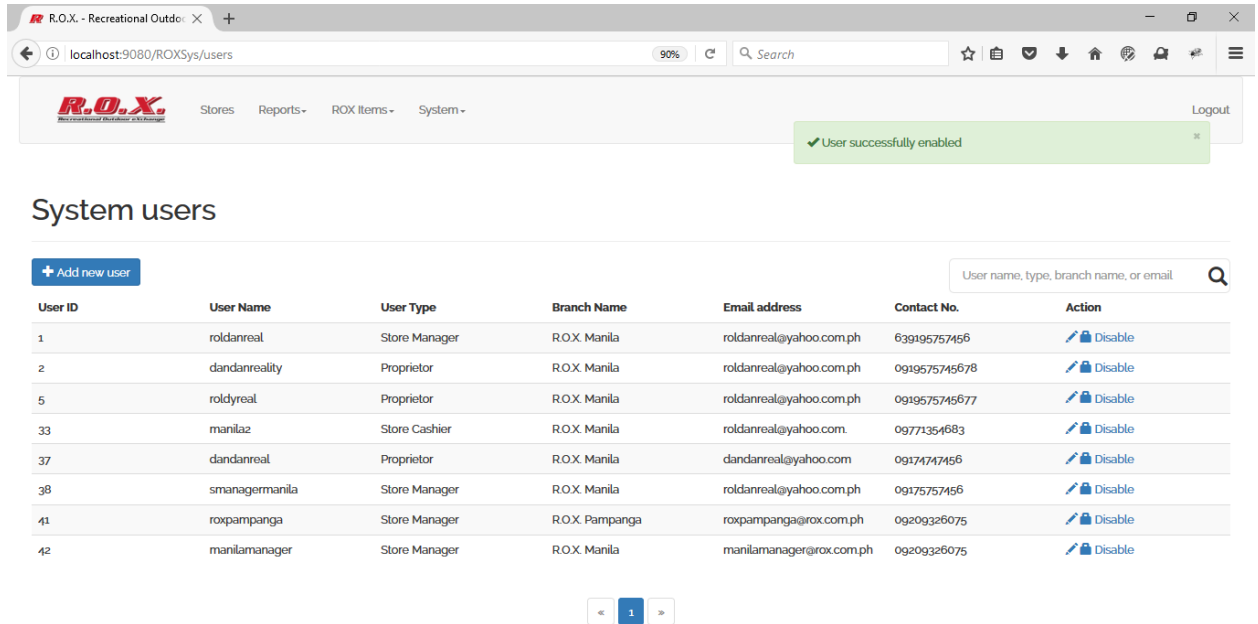 R.O.X. - Recreational Outdoo
localhost:9080/ROXSys/users 90% Search
R.O.X. Stores Reports ROX Items System Logout
Recreational Outdoor eXchange
User successfully enabled
System users
Add new user User name, type, branch name, or email
User ID User Name User Type Branch Name Email address Contact No. Action
1 roldanreal Store Manager R.O.X. Manila roldanreal@yahoo.com.ph 639195757456 Disable
2 dandanreality Proprietor R.O.X. Manila roldanreal@yahoo.com.ph 0919575745678 Disable
5 roldyreal Proprietor R.O.X. Manila roldanreal@yahoo.com.ph 0919575745677 Disable
33 manila2 Store Cashier R.O.X. Manila roldanreal@yahoo.com. 09771354683 Disable
37 dandanreal Proprietor R.O.X. Manila dandanreal@yahoo.com 09174747456 Disable
38 smanagermanila Store Manager R.O.X. Manila roldanreal@yahoo.com.ph 09175757456 Disable
41 roxpampanga Store Manager R.O.X. Pampanga roxpampanga@rox.com.ph 09209326075 Disable
42 manilamanager Store Manager R.O.X. Manila manilamanager@rox.com.ph 09209326075 Disable
« 1 »